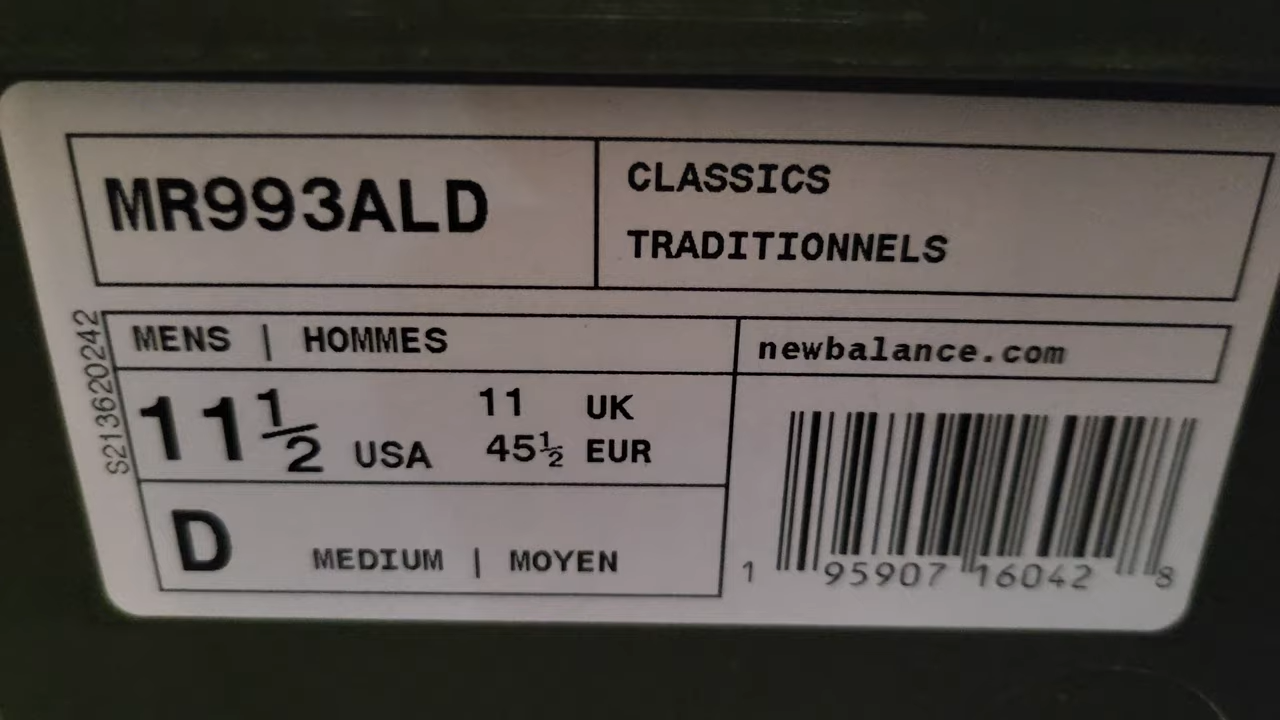 MR993ALD
CLASSICS
TRADITIONNELS
S213620242
MENS | HOMMES
newbalance.com
11½ USA
11 UK
45½ EUR
D MEDIUM | MOYEN
1 95907 16042 8